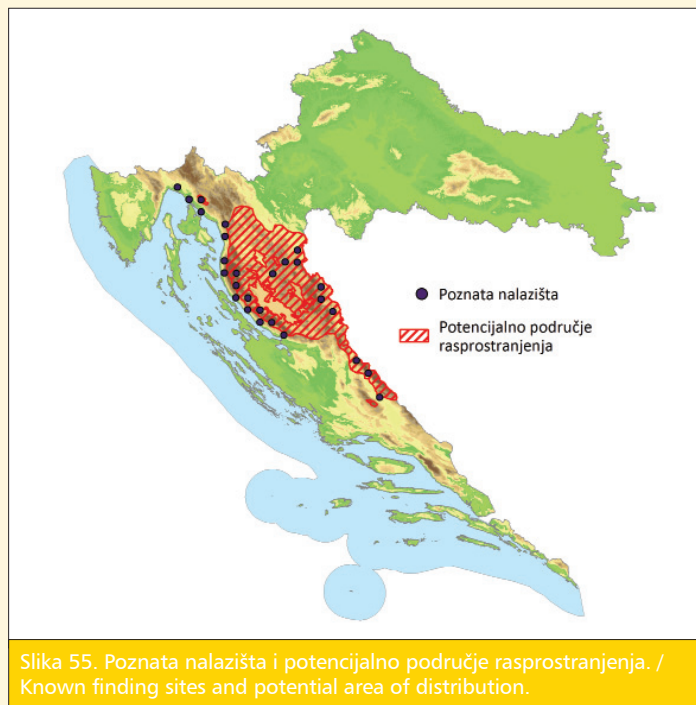 Poznata nalazišta
Potencijalno područje
rasprostranjenja
Slika 55. Poznata nalazišta i potencijalno područje rasprostranjenja. /
Known finding sites and potential area of distribution.